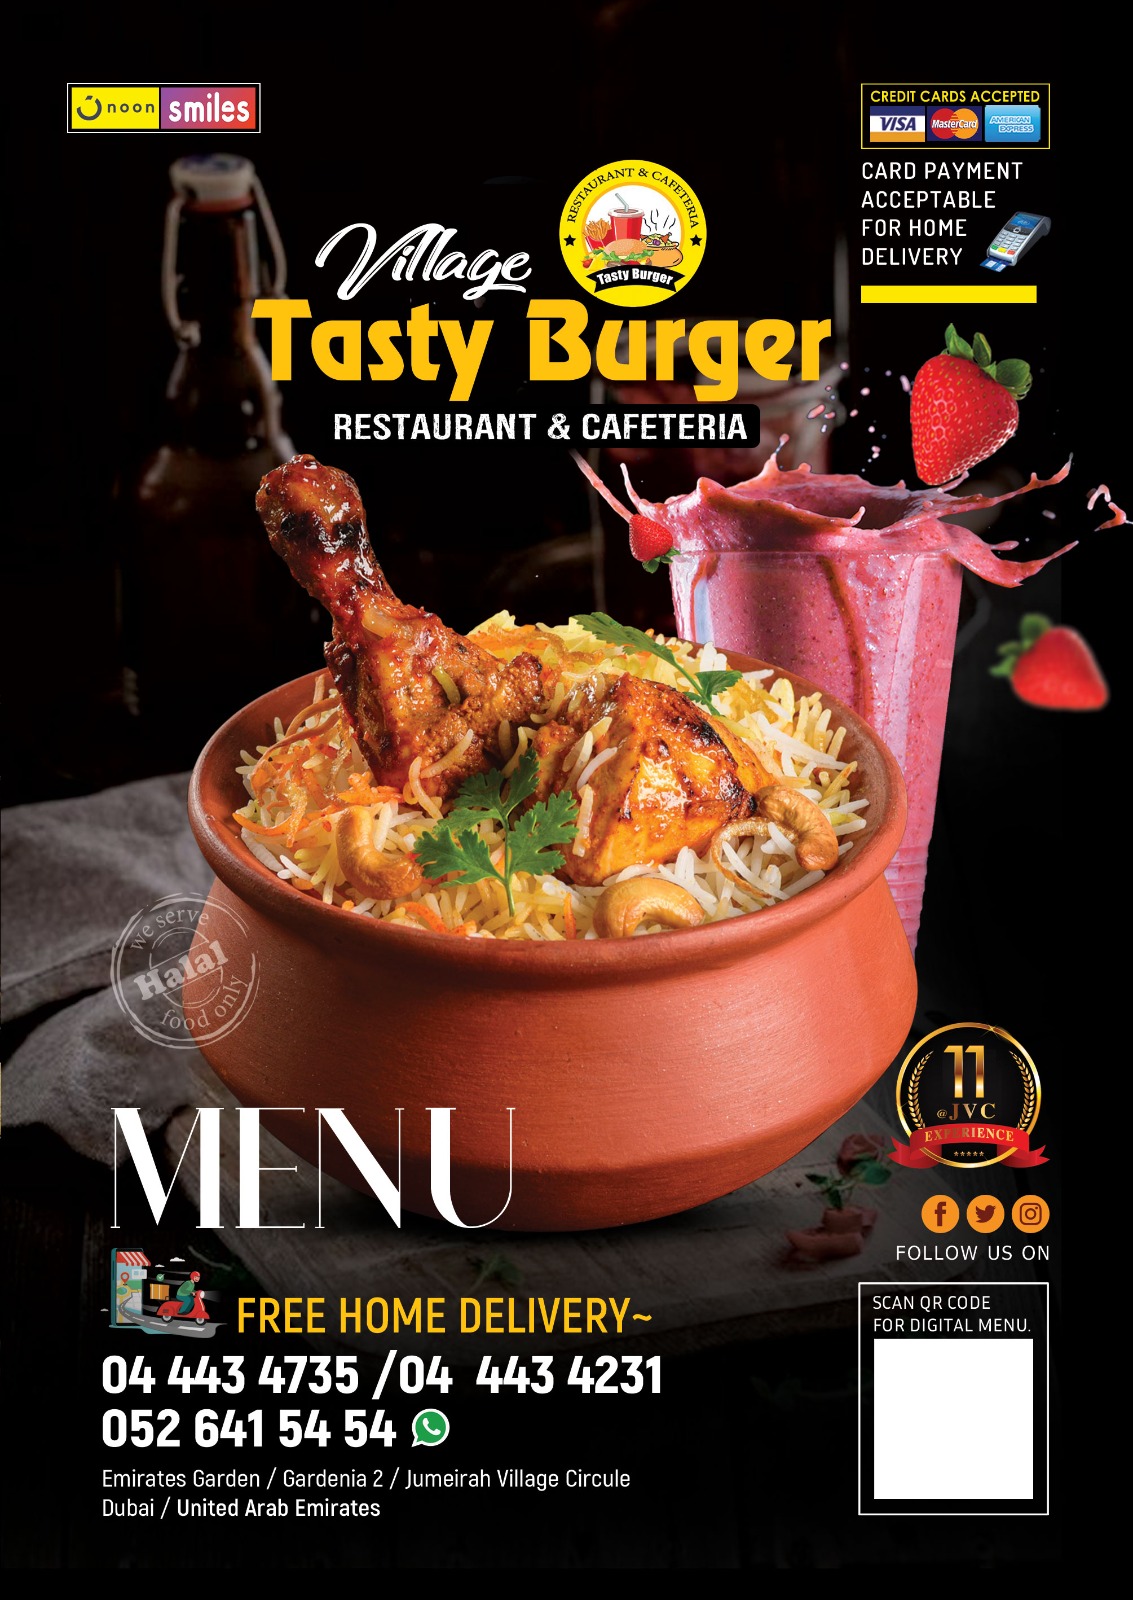 noon smiles
CREDIT CARDS ACCEPTED
VISA MasterCard AMERICAN EXPRESS
CARD PAYMENT
ACCEPTABLE
FOR HOME
DELIVERY
RESTAURANT & CAFETERIA
Tasty Burger
Village
Tasty Burger
RESTAURANT & CAFETERIA
we serve
Halal
food only
11
@JVC
EXPERIENCE
MENU
FOLLOW US ON
FREE HOME DELIVERY~
04 443 4735 /04 443 4231
052 641 54 54
Emirates Garden / Gardenia 2 / Jumeirah Village Circule
Dubai / United Arab Emirates
SCAN QR CODE
FOR DIGITAL MENU.